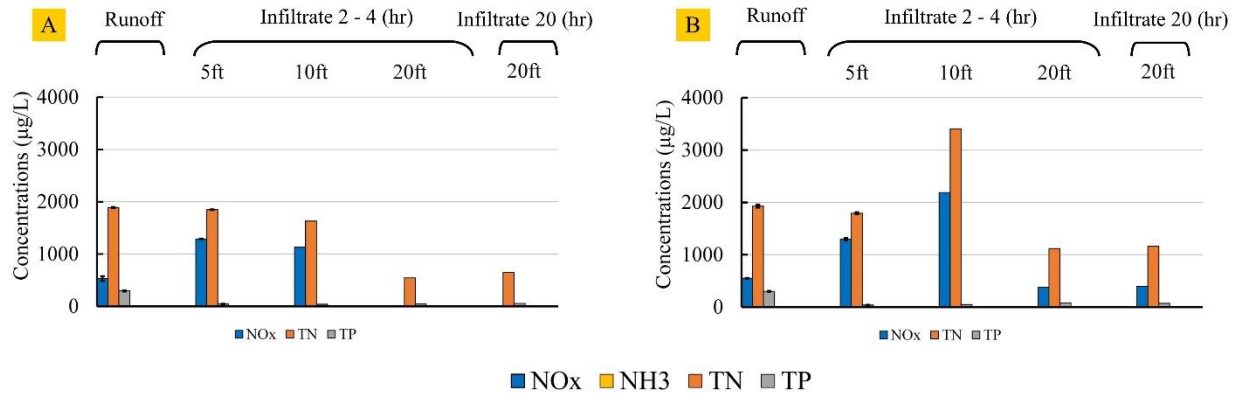 A
Runoff
Infiltrate 2 - 4 (hr)
Infiltrate 20 (hr)
5ft
10ft
20ft
20ft
Concentrations (µg/L)
4000
3000
2000
1000
0
NOx TN TP
B
Runoff
Infiltrate 2 - 4 (hr)
Infiltrate 20 (hr)
5ft
10ft
20ft
20ft
Concentrations (µg/L)
4000
3000
2000
1000
0
NOx TN TP
NOx NH3 TN TP